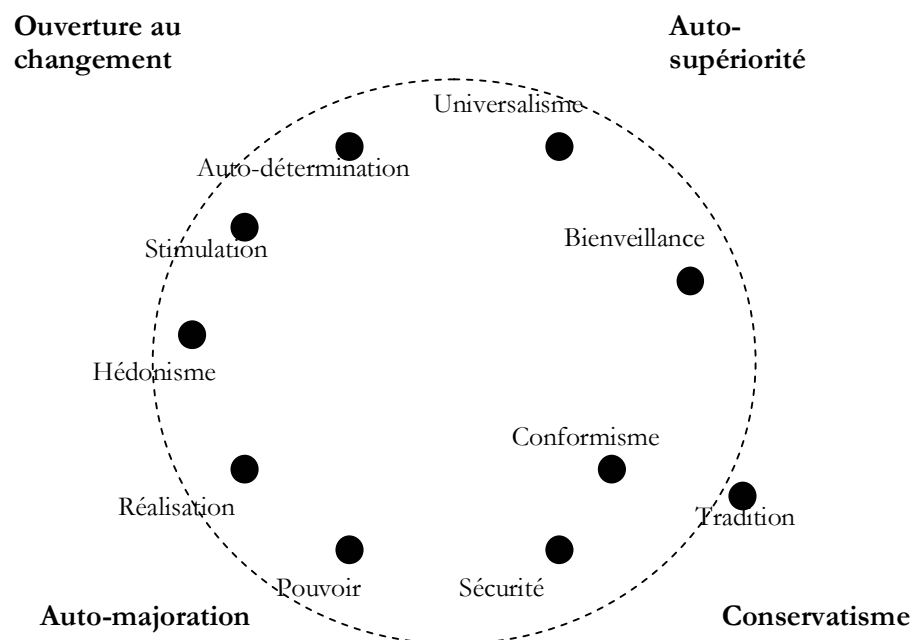 Ouverture au
changement
Auto-
supériorité
Universalisme
Auto-détermination
Bienveillance
Stimulation
Hédonisme
Conformisme
Réalisation
Tradition
Pouvoir
Sécurité
Auto-majoration
Conservatisme